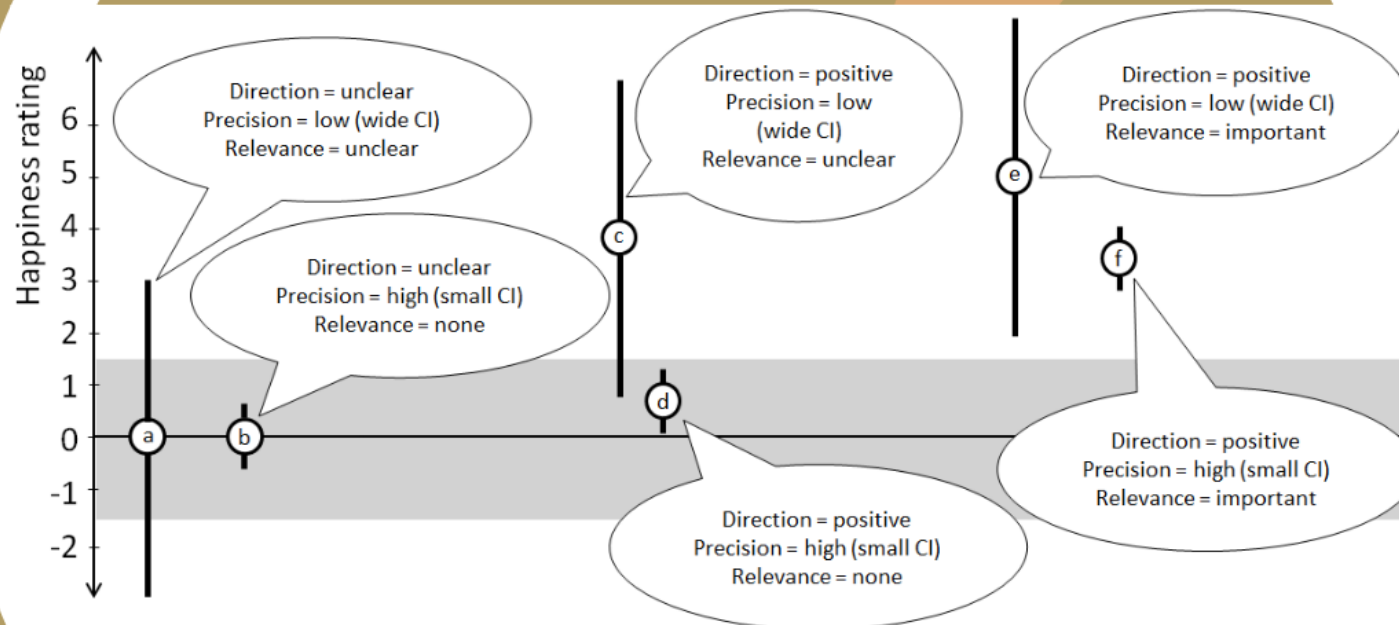 Happiness rating
6
5
4
3
2
1
0
-1
-2
Direction = unclear
Precision = low (wide CI)
Relevance = unclear
Direction = unclear
Precision = high (small CI)
Relevance = none
Direction = positive
Precision = low
(wide CI)
Relevance = unclear
Direction = positive
Precision = high (small CI)
Relevance = none
Direction = positive
Precision = low (wide CI)
Relevance = important
Direction = positive
Precision = high (small CI)
Relevance = important
a
b
c
d
e
f